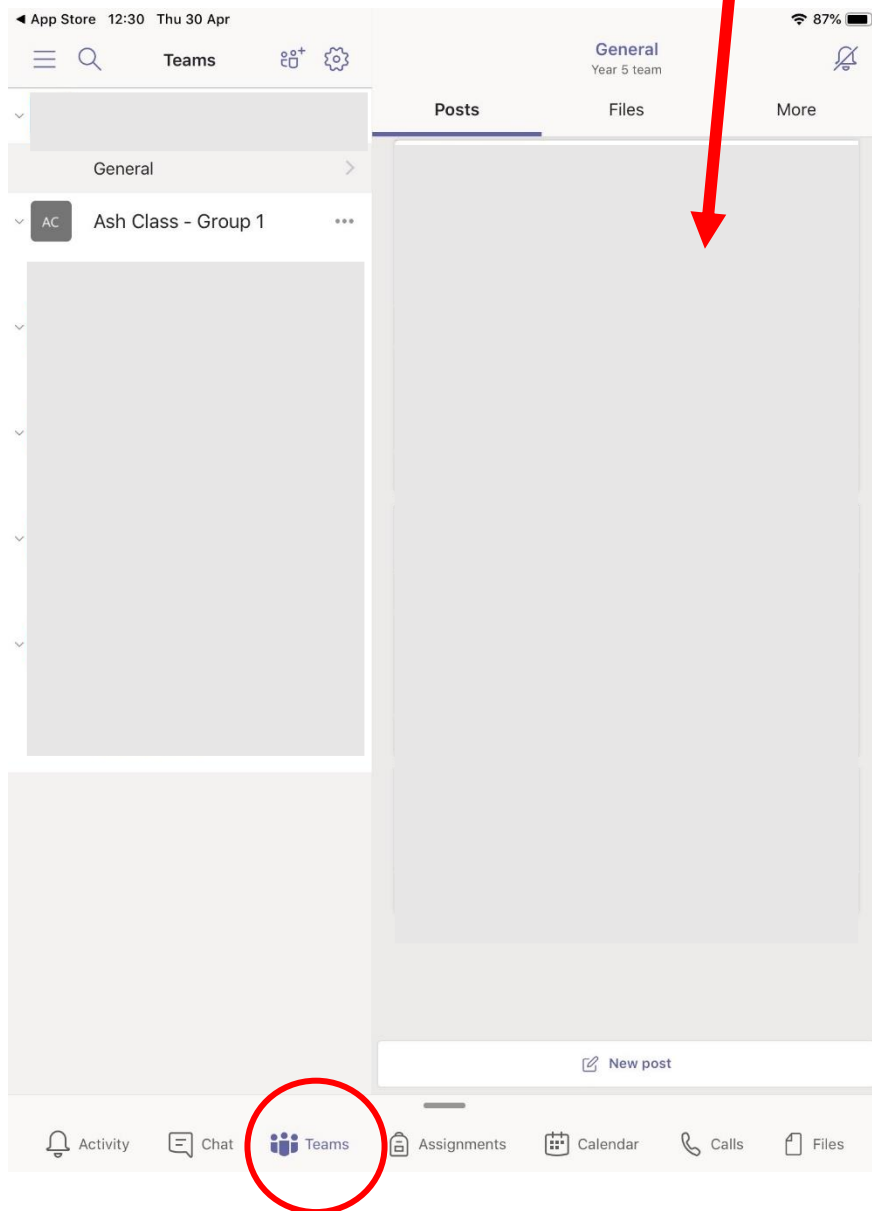 App Store 12:30 Thu 30 Apr 87%
Teams
General
Year 5 team
Posts Files More
General
AC Ash Class - Group 1
New post
Activity Chat Teams Assignments Calendar Calls Files